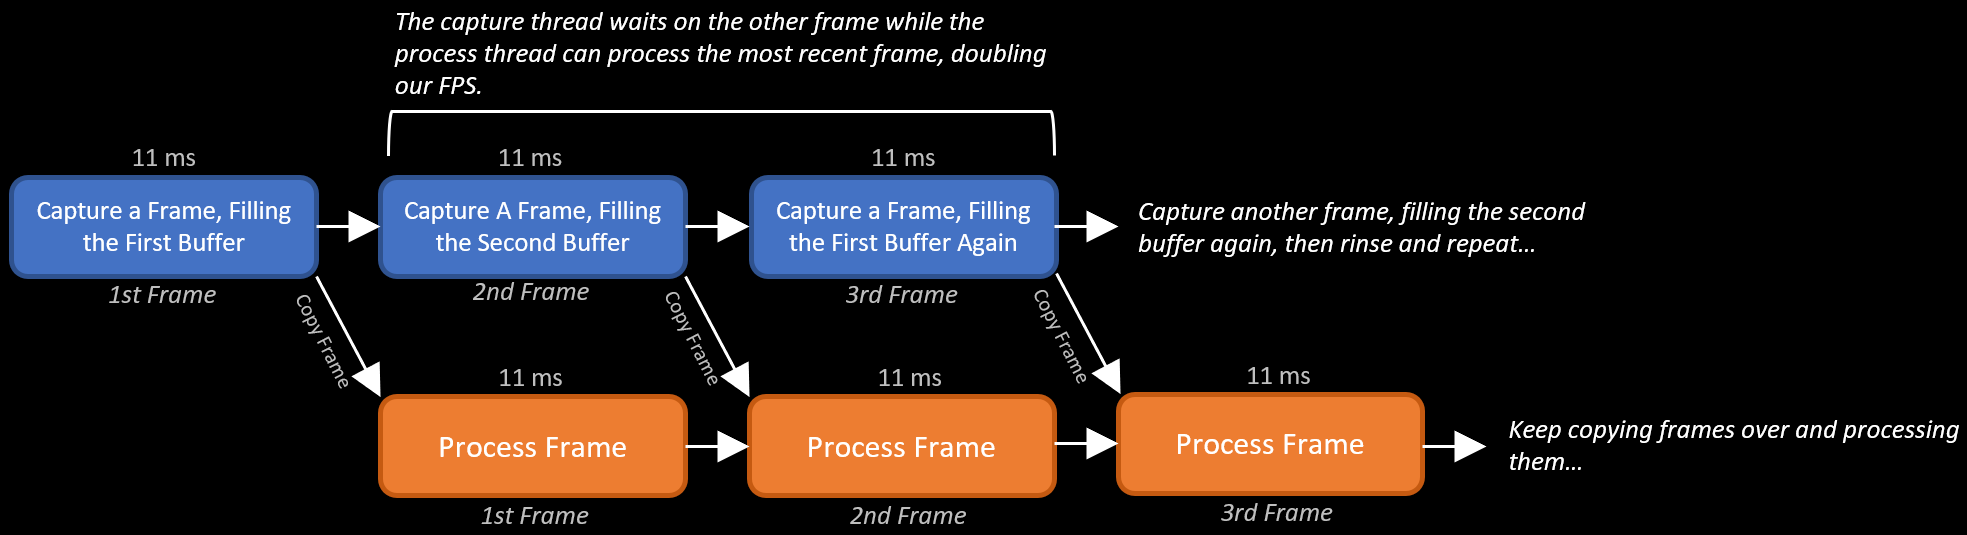 The capture thread waits on the other frame while the
process thread can process the most recent frame, doubling
our FPS.
11 ms
11 ms
11 ms
Capture a Frame, Filling
the First Buffer
Capture A Frame, Filling
the Second Buffer
Capture a Frame, Filling
the First Buffer Again
Capture another frame, filling the second
buffer again, then rinse and repeat...
1st Frame
2nd Frame
3rd Frame
Copy Frame
Copy Frame
Copy Frame
11 ms
11 ms
11 ms
Process Frame
Process Frame
Process Frame
Keep copying frames over and processing
them...
1st Frame
2nd Frame
3rd Frame